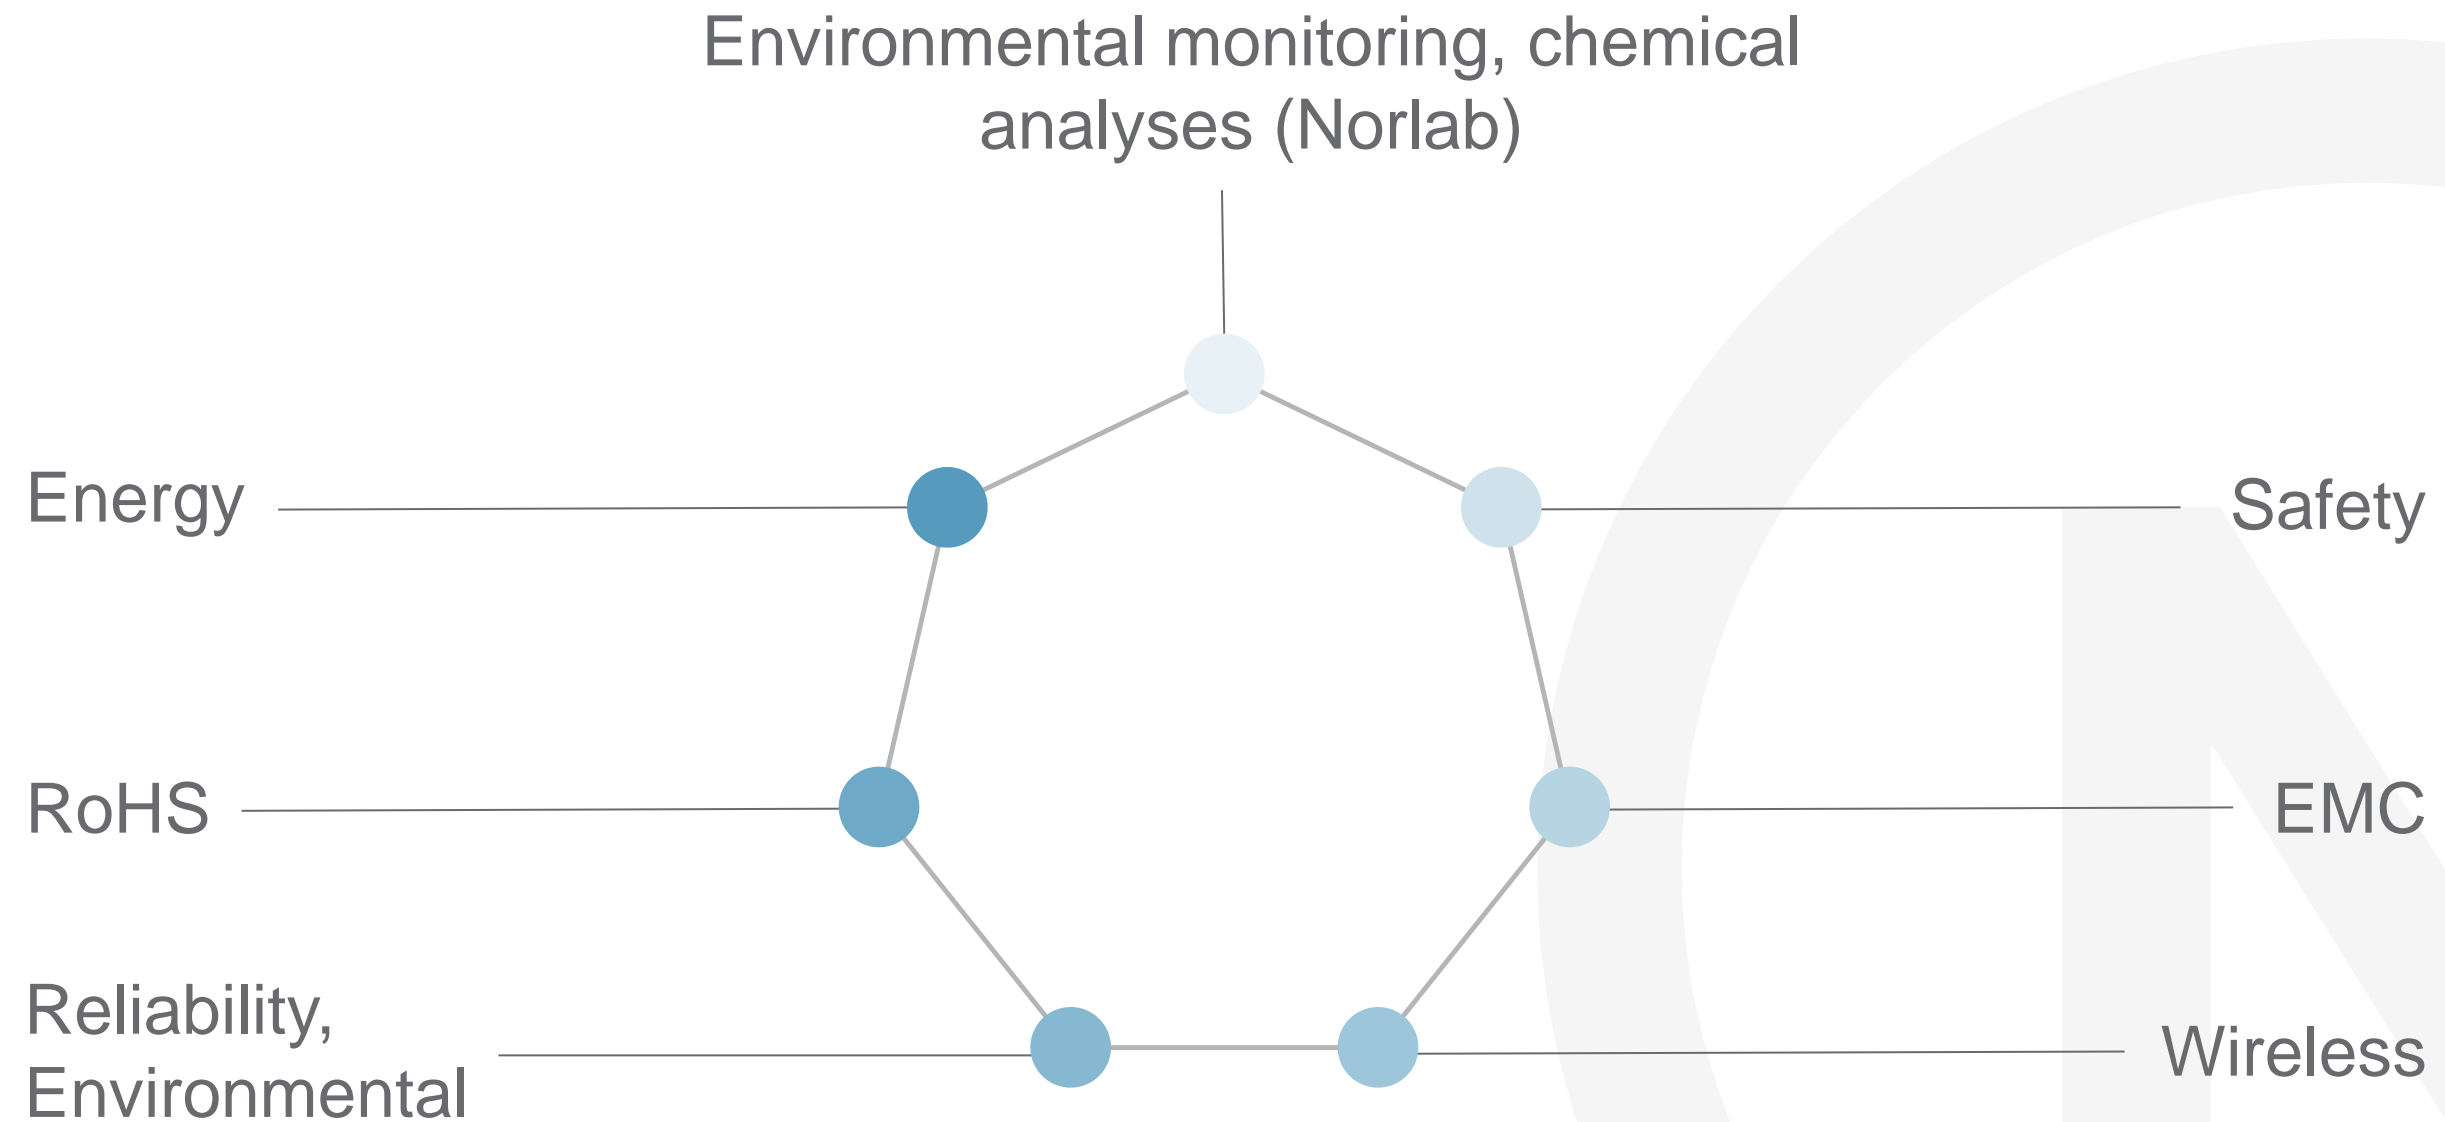 Environmental monitoring, chemical
analyses (Norlab)
Energy
Safety
RoHS
EMC
Reliability,
Environmental
Wireless